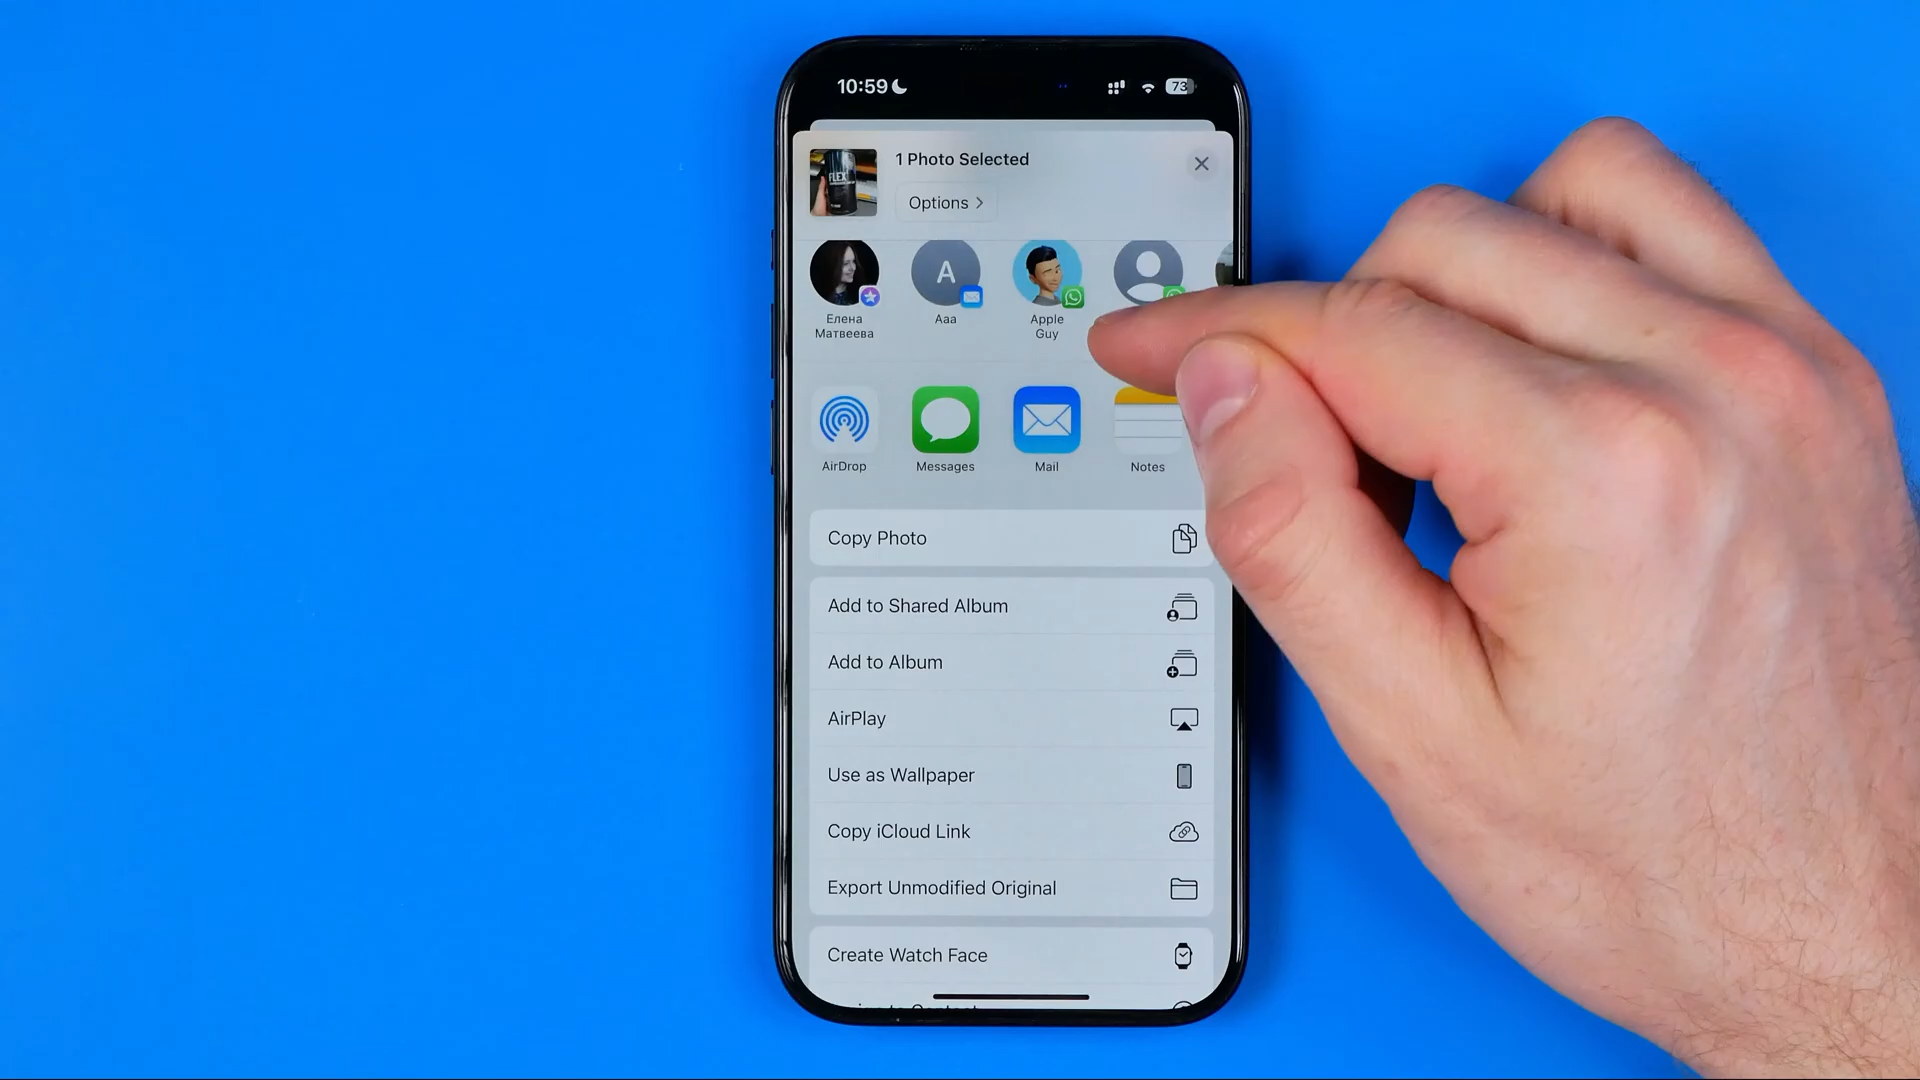 10:59
73
1 Photo Selected
FLEX
Options
A
Елена
Матвеева
Aaa
Apple
Guy
AirDrop
Messages
Mail
Notes
Copy Photo
Add to Shared Album
Add to Album
AirPlay
Use as Wallpaper
Copy iCloud Link
Export Unmodified Original
Create Watch Face